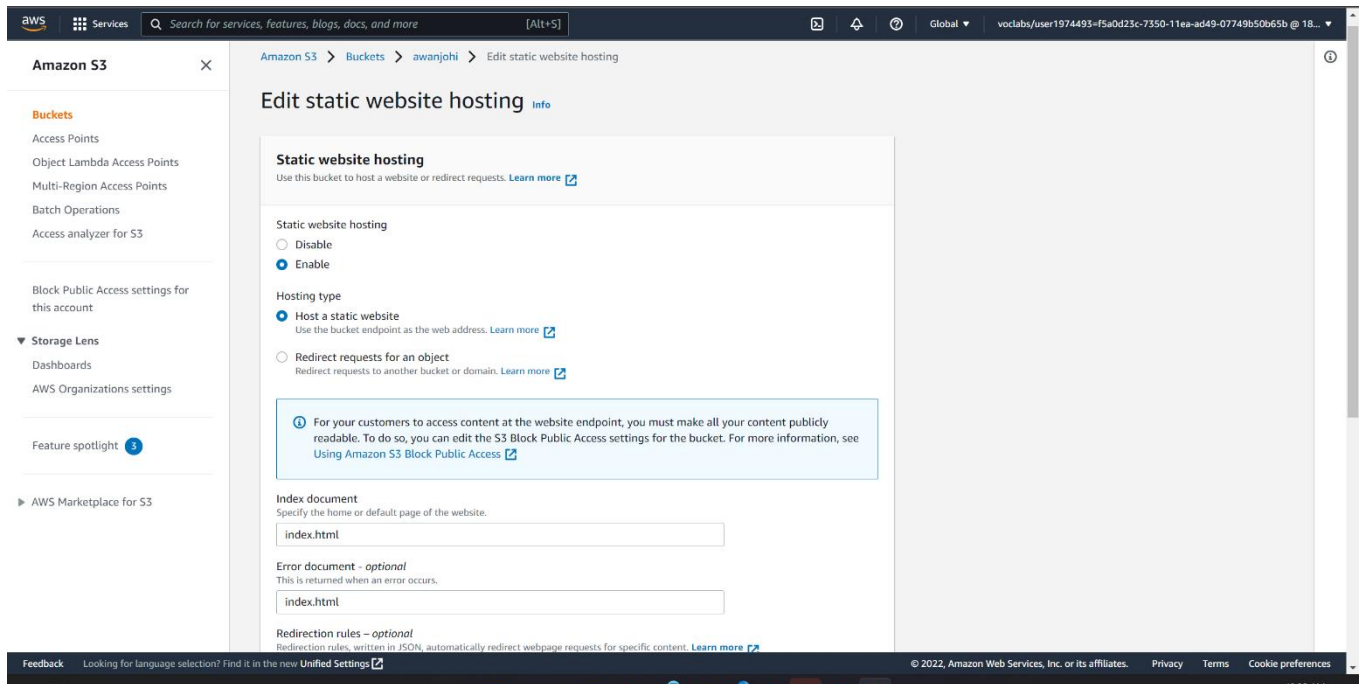 aws
Services
Search for services, features, blogs, docs, and more
[Alt+S]
Global ▼
voclabs/user1974493=f5a0d23c-7350-11ea-ad49-07749b50b65b @ 18... ▼
Amazon S3
Buckets
Access Points
Object Lambda Access Points
Multi-Region Access Points
Batch Operations
Access analyzer for S3
Block Public Access settings for
this account
▼ Storage Lens
Dashboards
AWS Organizations settings
Feature spotlight 3
▶ AWS Marketplace for S3
Amazon S3 > Buckets > awanjohi > Edit static website hosting
Edit static website hosting Info
Static website hosting
Use this bucket to host a website or redirect requests. Learn more
Static website hosting
Disable
Enable
Hosting type
Host a static website
Use the bucket endpoint as the web address. Learn more
Redirect requests for an object
Redirect requests to another bucket or domain. Learn more
For your customers to access content at the website endpoint, you must make all your content publicly
readable. To do so, you can edit the S3 Block Public Access settings for the bucket. For more information, see
Using Amazon S3 Block Public Access
Index document
Specify the home or default page of the website.
index.html
Error document - optional
This is returned when an error occurs.
index.html
Redirection rules – optional
Redirection rules, written in JSON, automatically redirect webpage requests for specific content. Learn more
Feedback
Looking for language selection? Find it in the new Unified Settings
© 2022, Amazon Web Services, Inc. or its affiliates.
Privacy
Terms
Cookie preferences